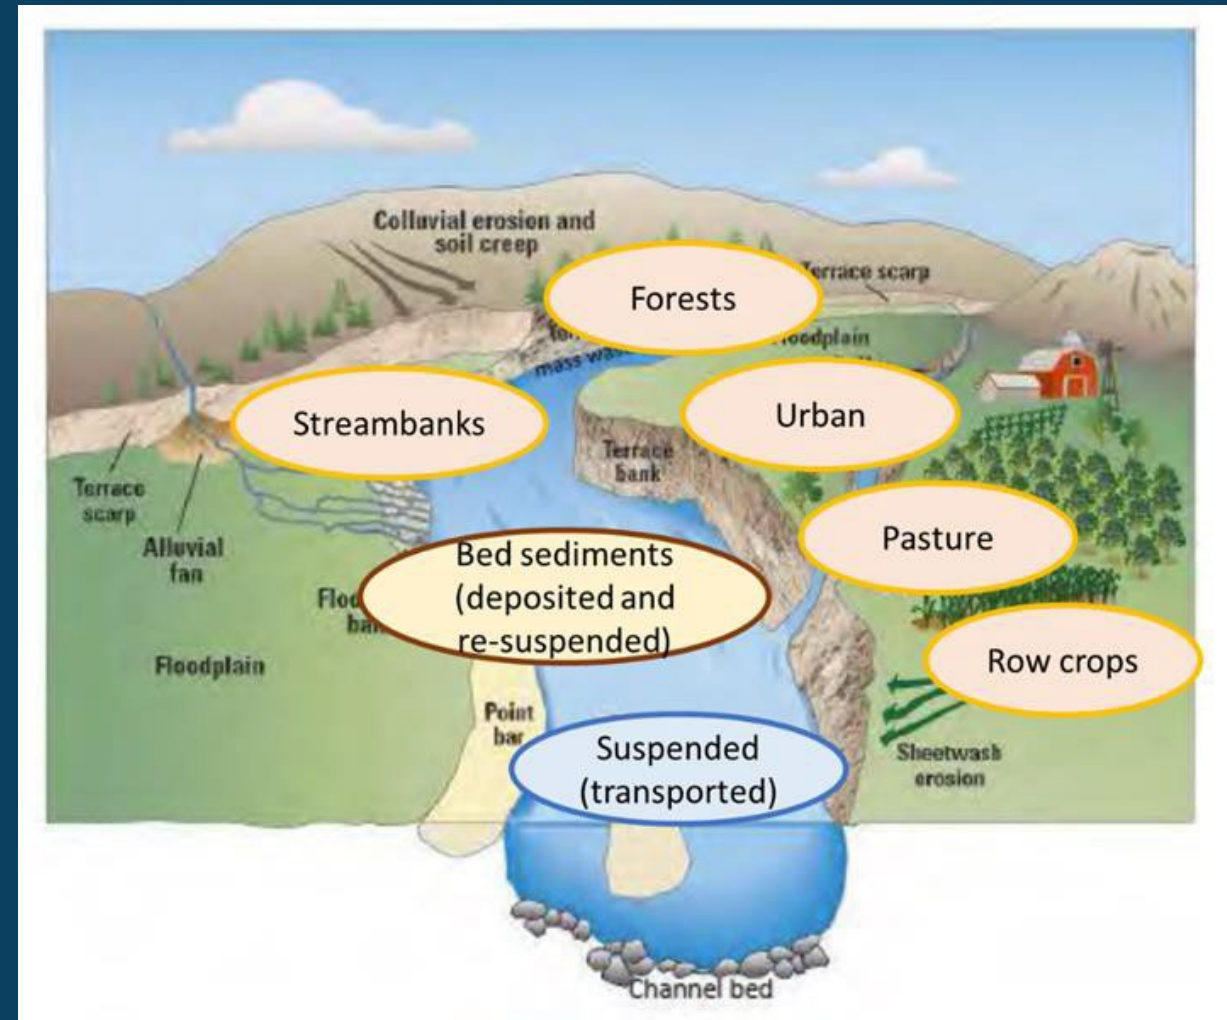 Colluvial erosion and
soil creep
Forests
Terrace scarp
mass
Streambanks
Urban
Terrace
bank
Terrace
scarp
Alluvial
fan
Pasture
Bed sediments
(deposited and
re-suspended)
Floodplain
Row crops
Point
bar
Suspended
(transported)
Sheetwash
erosion
Channel bed